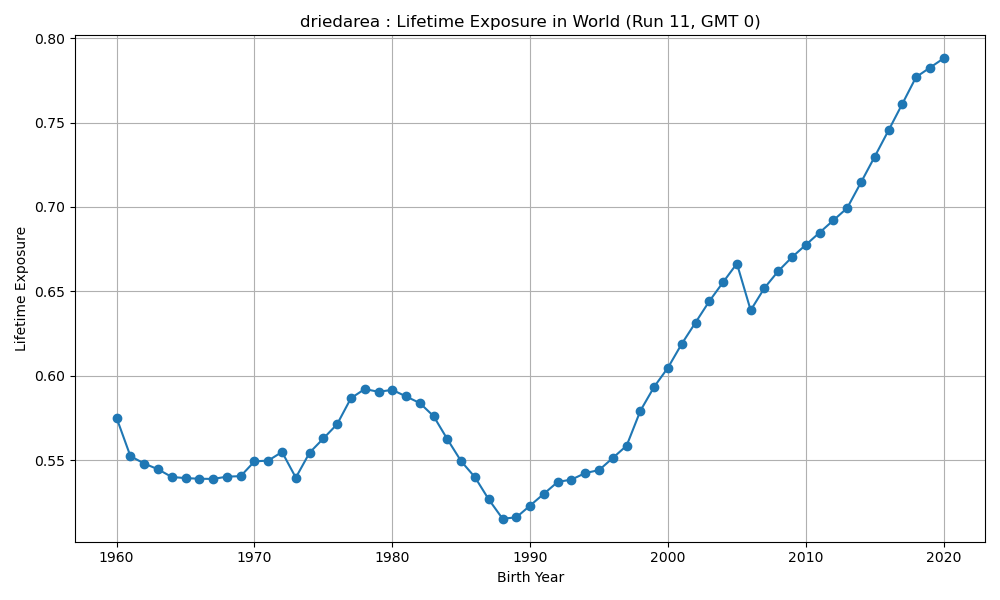 driedarea : Lifetime Exposure in World (Run 11, GMT 0)
0.80
0.75
0.70
0.65
0.60
0.55
Lifetime Exposure
1960 1970 1980 1990 2000 2010 2020
Birth Year